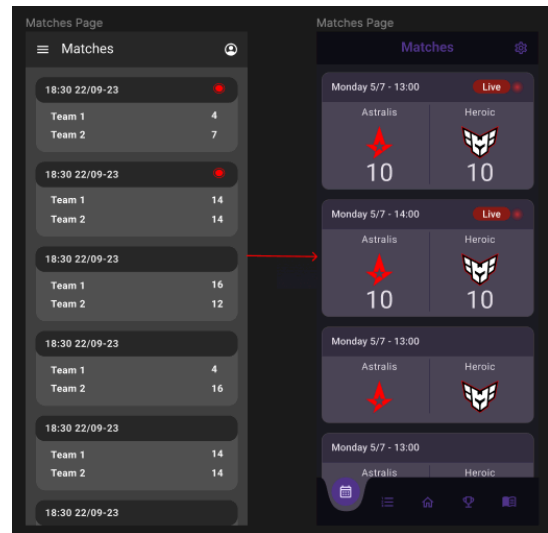 Matches Page
Matches
18:30 22/09-23
Team 1 4
Team 2 7
18:30 22/09-23
Team 1 14
Team 2 14
18:30 22/09-23
Team 1 16
Team 2 12
18:30 22/09-23
Team 1 4
Team 2 16
18:30 22/09-23
Team 1 14
Team 2 14
18:30 22/09-23
Matches Page
Matches
Monday 5/7 - 13:00 Live
Astralis Heroic
10 10
Monday 5/7 - 14:00 Live
Astralis Heroic
10 10
Monday 5/7 - 13:00
Astralis Heroic
Monday 5/7 - 13:00
Astralis Heroic